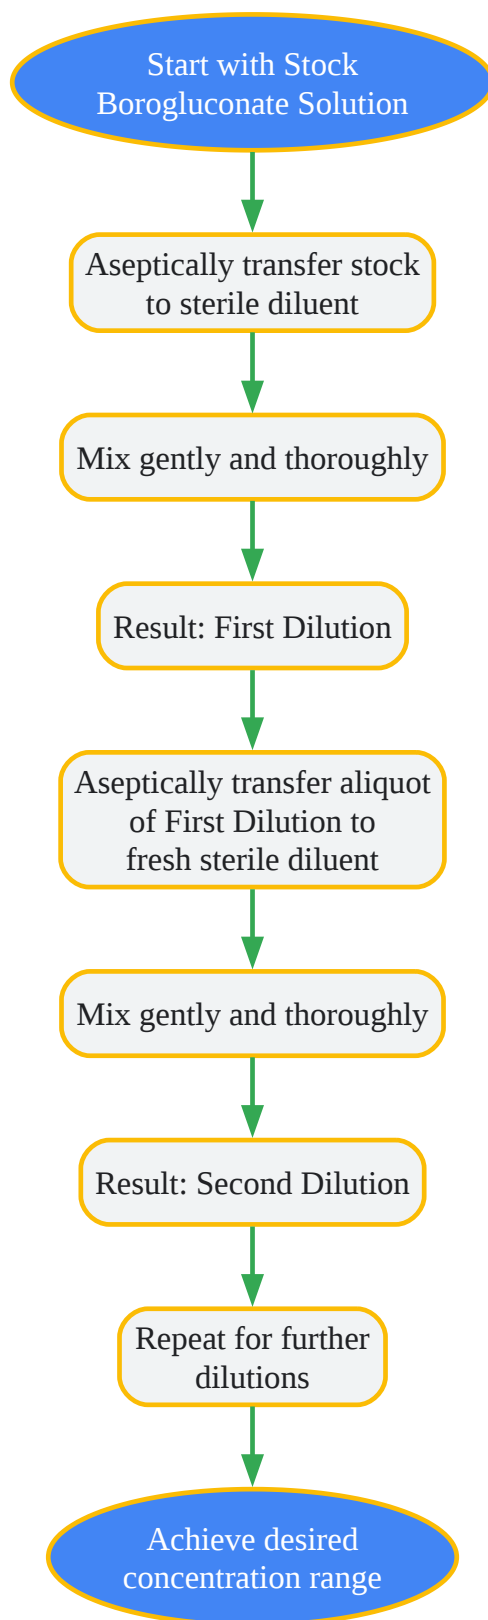 Start with Stock
Borogluconate Solution
Aseptically transfer stock
to sterile diluent
Mix gently and thoroughly
Result: First Dilution
Aseptically transfer aliquot
of First Dilution to
fresh sterile diluent
Mix gently and thoroughly
Result: Second Dilution
Repeat for further
dilutions
Achieve desired
concentration range